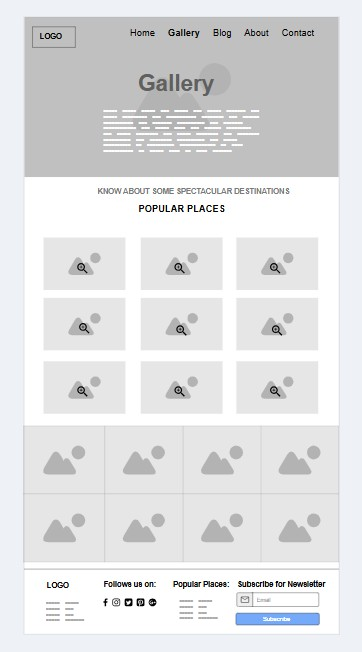 LOGO
Home Gallery Blog About Contact
Gallery
KNOW ABOUT SOME SPECTACULAR DESTINATIONS
POPULAR PLACES
LOGO
Follows us on:
Popular Places:
Subscribe for Newsletter
Email
Subscribe